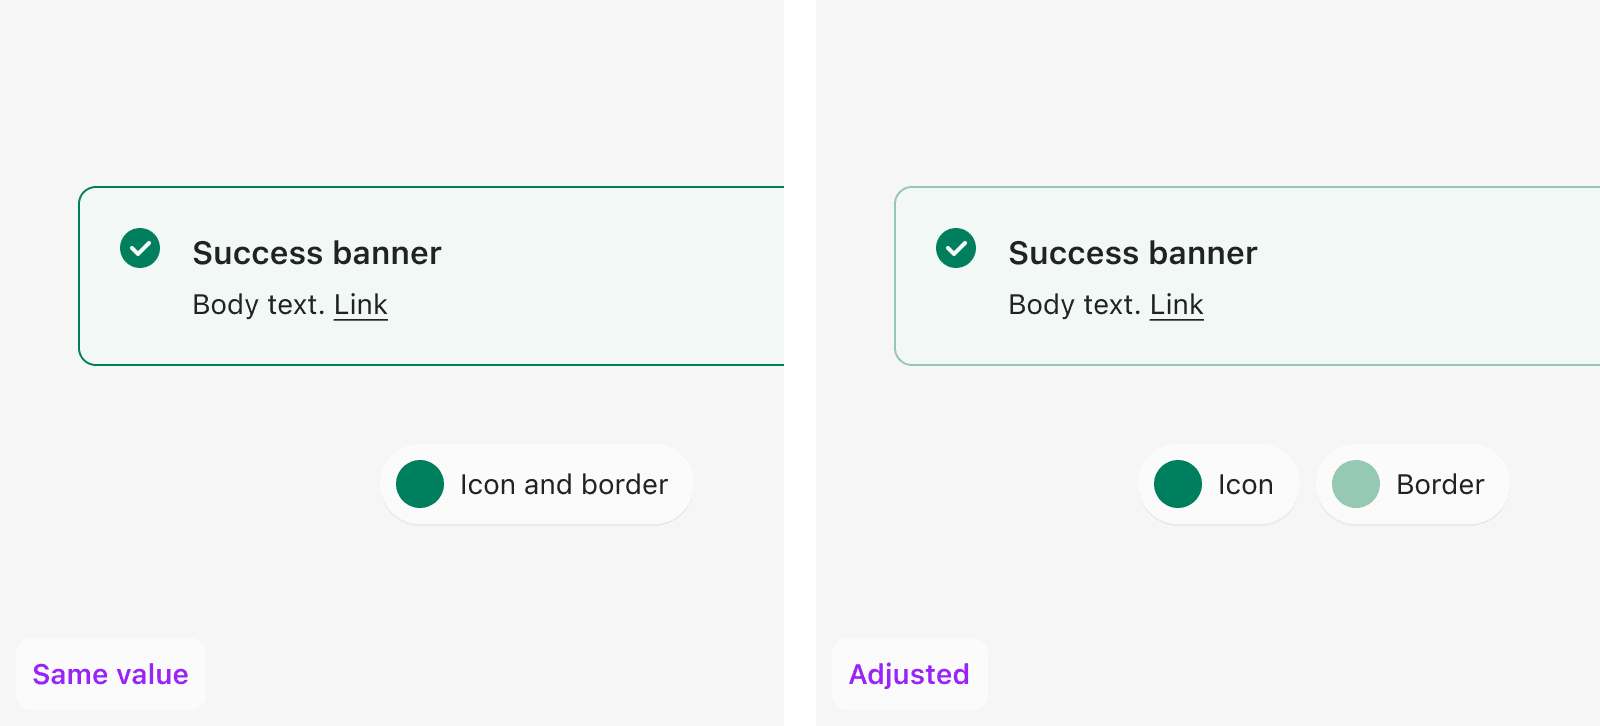 Success banner
Body text. Link
Icon and border
Same value
Success banner
Body text. Link
Icon
Border
Adjusted